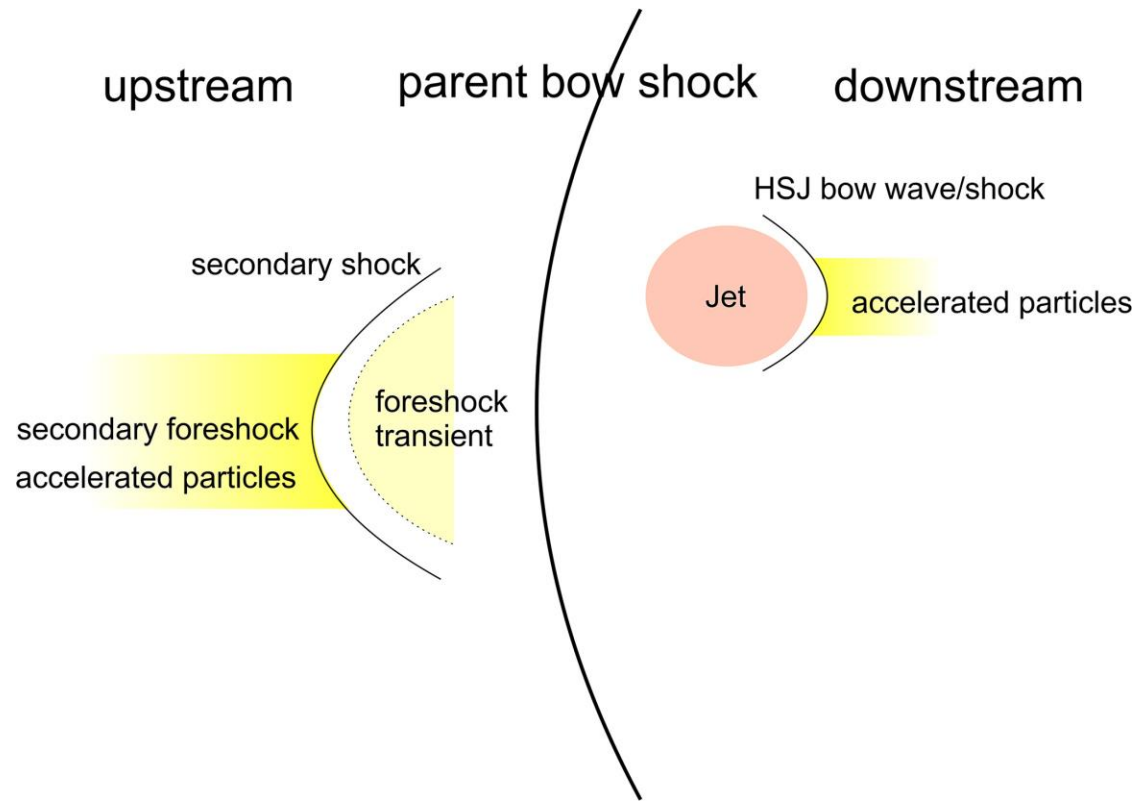 upstream
parent bow shock
downstream
HSJ bow wave/shock
secondary shock
Jet
accelerated particles
foreshock
transient
secondary foreshock
accelerated particles